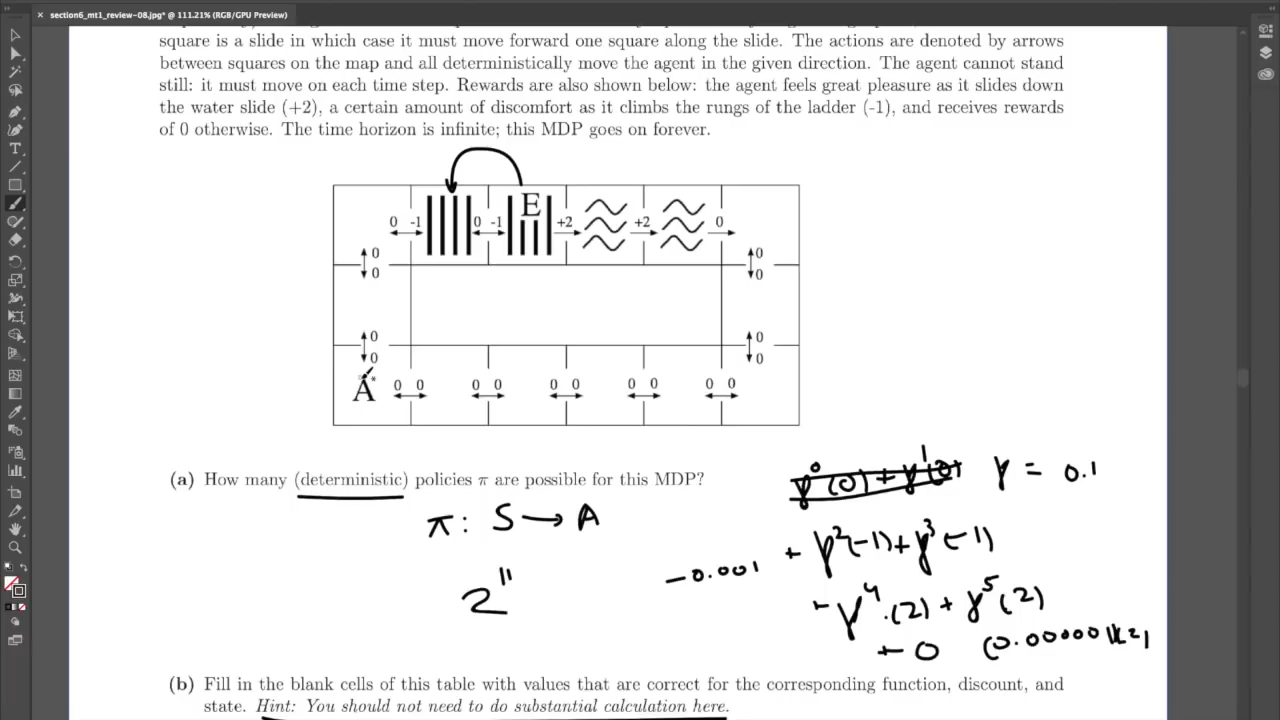 section6_mt1_review-08.jpg* @ 111.21% (RGB/GPU Preview)
square is a slide in which case it must move forward one square along the slide. The actions are denoted by arrows
between squares on the map and all deterministically move the agent in the given direction. The agent cannot stand
still: it must move on each time step. Rewards are also shown below: the agent feels great pleasure as it slides down
the water slide (+2), a certain amount of discomfort as it climbs the rungs of the ladder (-1), and receives rewards
of 0 otherwise. The time horizon is infinite; this MDP goes on forever.
E
0 -1 0 -1 +2 +2 0
0 0
0 0
0 0
0 0
A 0 0 0 0 0 0 0 0 0 0
(a) How many (deterministic) policies π are possible for this MDP?
γ⁰(0) + γ¹(0) γ = 0.1
π: S → A
+ γ²(-1) + γ³(-1)
-0.001
2¹¹
+ γ⁴.(2) + γ⁵(2)
+ 0
(b) Fill in the blank cells of this table with values that are correct for the corresponding function, discount, and
state. Hint: You should not need to do substantial calculation here.